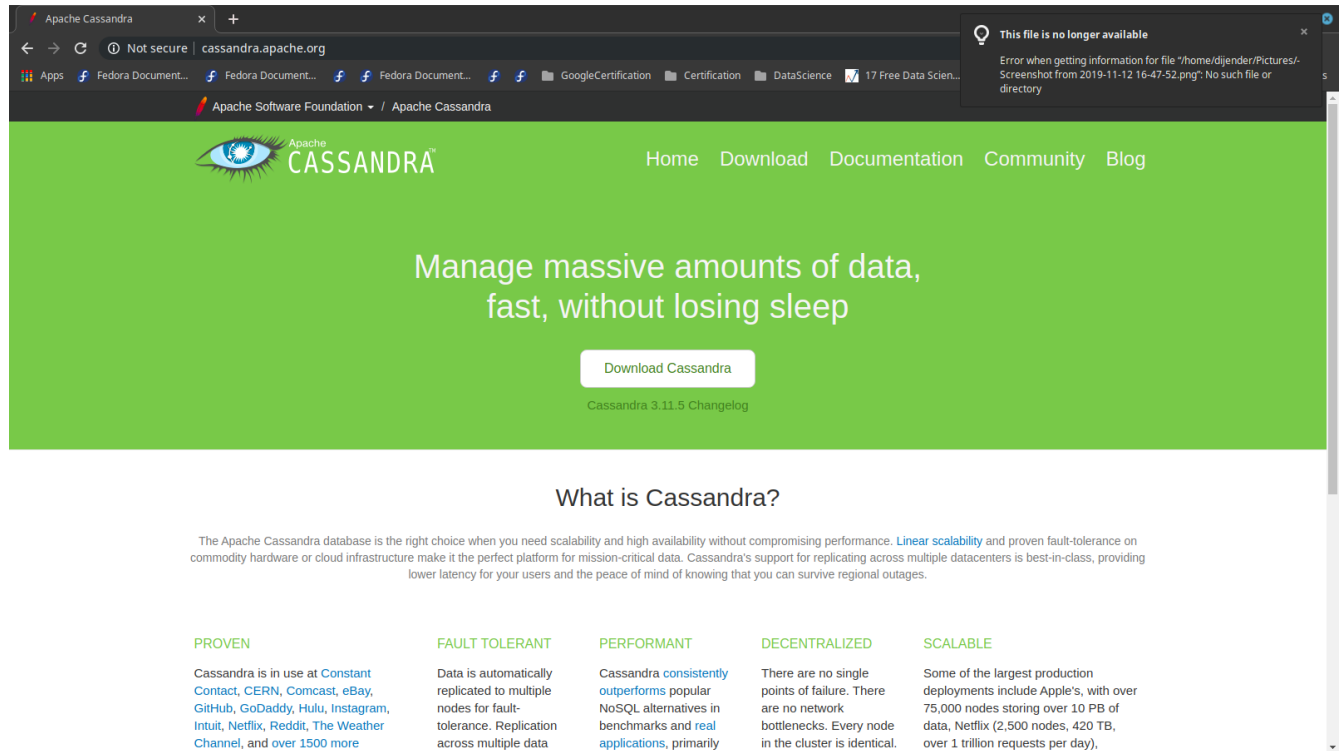 Apache Cassandra
Not secure | cassandra.apache.org
Apps Fedora Document... Fedora Document... Fedora Document... GoogleCertification Certification DataScience 17 Free Data Scien... s
This file is no longer available
Error when getting information for file "/home/dijender/Pictures/-
Screenshot from 2019-11-12 16-47-52.png": No such file or
directory
Apache Software Foundation / Apache Cassandra
Apache
CASSANDRA™
Home Download Documentation Community Blog
Manage massive amounts of data,
fast, without losing sleep
Download Cassandra
Cassandra 3.11.5 Changelog
What is Cassandra?
The Apache Cassandra database is the right choice when you need scalability and high availability without compromising performance. Linear scalability and proven fault-tolerance on
commodity hardware or cloud infrastructure make it the perfect platform for mission-critical data. Cassandra's support for replicating across multiple datacenters is best-in-class, providing
lower latency for your users and the peace of mind of knowing that you can survive regional outages.
PROVEN
Cassandra is in use at Constant
Contact, CERN, Comcast, eBay,
GitHub, GoDaddy, Hulu, Instagram,
Intuit, Netflix, Reddit, The Weather
Channel, and over 1500 more
FAULT TOLERANT
Data is automatically
replicated to multiple
nodes for fault-
tolerance. Replication
across multiple data
PERFORMANT
Cassandra consistently
outperforms popular
NoSQL alternatives in
benchmarks and real
applications, primarily
DECENTRALIZED
There are no single
points of failure. There
are no network
bottlenecks. Every node
in the cluster is identical.
SCALABLE
Some of the largest production
deployments include Apple's, with over
75,000 nodes storing over 10 PB of
data, Netflix (2,500 nodes, 420 TB,
over 1 trillion requests per day),